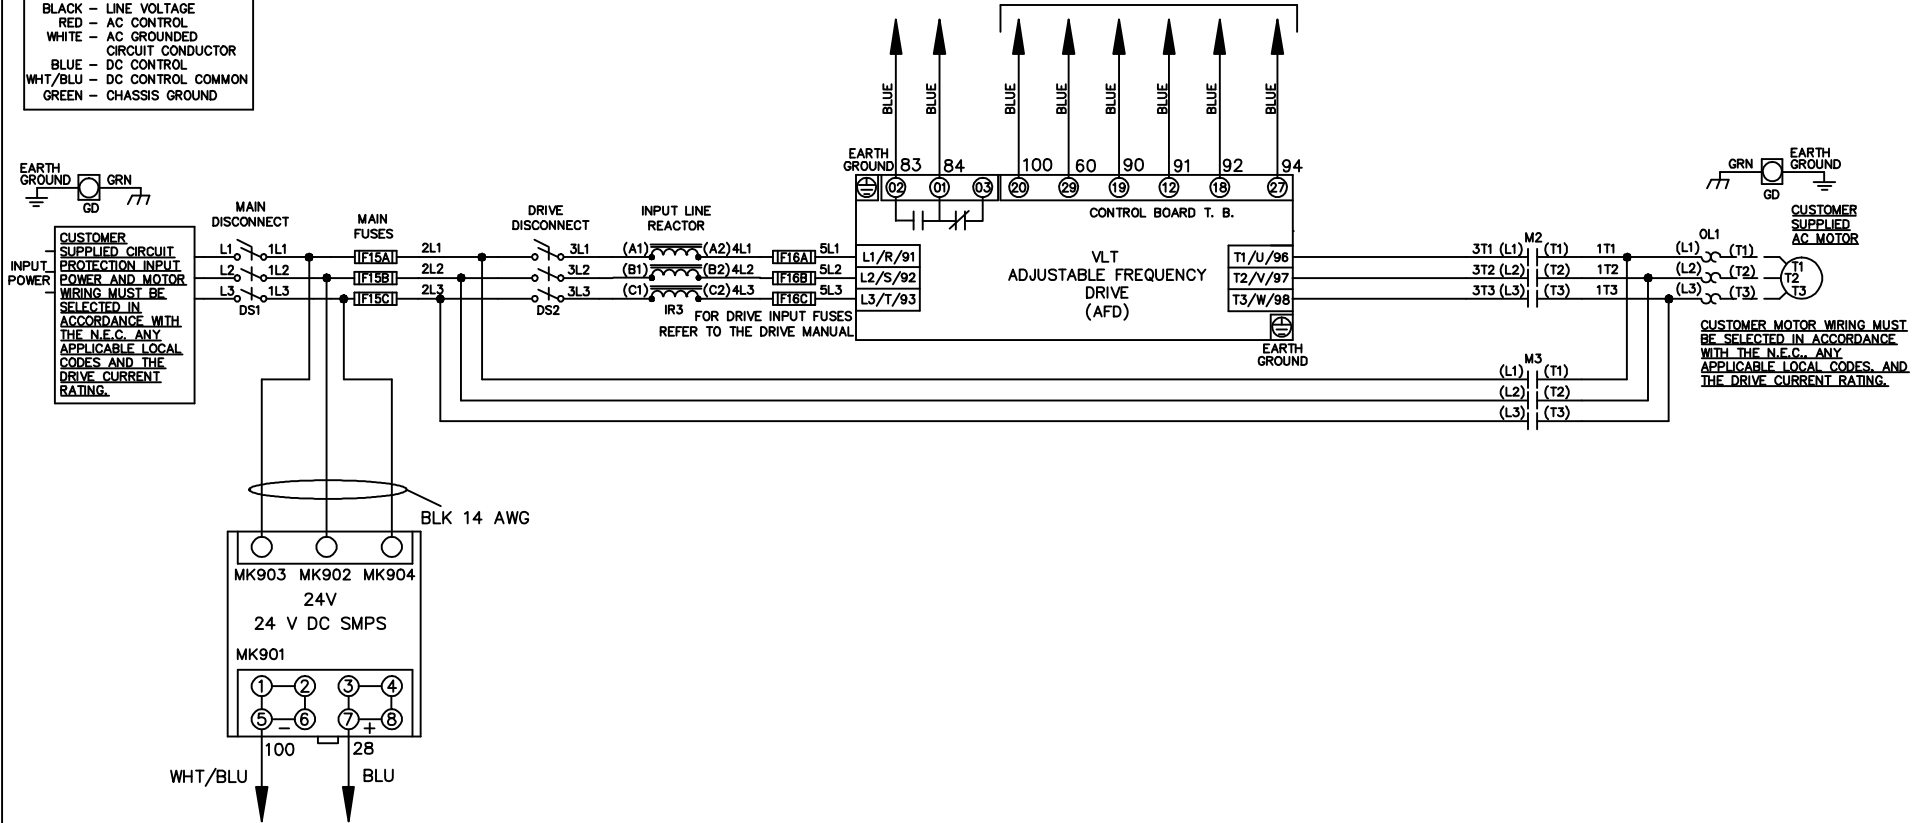 BLACK – LINE VOLTAGE
RED – AC CONTROL
WHITE – AC GROUNDED
CIRCUIT CONDUCTOR
BLUE – DC CONTROL
WHT/BLU – DC CONTROL COMMON
GREEN – CHASSIS GROUND
BLUE
BLUE
BLUE
BLUE
BLUE
BLUE
BLUE
BLUE
EARTH
GROUND
83
84
100
60
90
91
92
94
02
01
03
20
29
19
12
18
27
CONTROL BOARD T. B.
EARTH
GROUND
GRN
GD
MAIN
DISCONNECT
MAIN
FUSES
DRIVE
DISCONNECT
INPUT LINE
REACTOR
INPUT
POWER
CUSTOMER
SUPPLIED CIRCUIT
PROTECTION INPUT
POWER AND MOTOR
WIRING MUST BE
SELECTED IN
ACCORDANCE WITH
THE N.E.C. ANY
APPLICABLE LOCAL
CODES AND THE
DRIVE CURRENT
RATING.
L1 1L1 F15A 2L1 3L1 (A1) (A2) 4L1 F16A 5L1 L1/R/91
L2 1L2 F15B 2L2 3L2 (B1) (B2) 4L2 F16B 5L2 L2/S/92
L3 1L3 F15C 2L3 3L3 (C1) (C2) 4L3 F16C 5L3 L3/T/93
DS1
DS2
IR3
FOR DRIVE INPUT FUSES
REFER TO THE DRIVE MANUAL
VLT
ADJUSTABLE FREQUENCY
DRIVE
(AFD)
T1/U/96
T2/V/97
T3/W/98
EARTH
GROUND
M2
3T1 (L1) (T1) 1T1
3T2 (L2) (T2) 1T2
3T3 (L3) (T3) 1T3
OL1
(L1) (T1)
(L2) (T2)
(L3) (T3)
T1
T2
T3
GRN
GD
EARTH
GROUND
CUSTOMER
SUPPLIED
AC MOTOR
CUSTOMER MOTOR WIRING MUST
BE SELECTED IN ACCORDANCE
WITH THE N.E.C., ANY
APPLICABLE LOCAL CODES, AND
THE DRIVE CURRENT RATING.
M3
(L1) (T1)
(L2) (T2)
(L3) (T3)
BLK 14 AWG
MK903 MK902 MK904
24V
24 V DC SMPS
MK901
1 2 3 4
5 6 7 8
– +
100
28
WHT/BLU
BLU